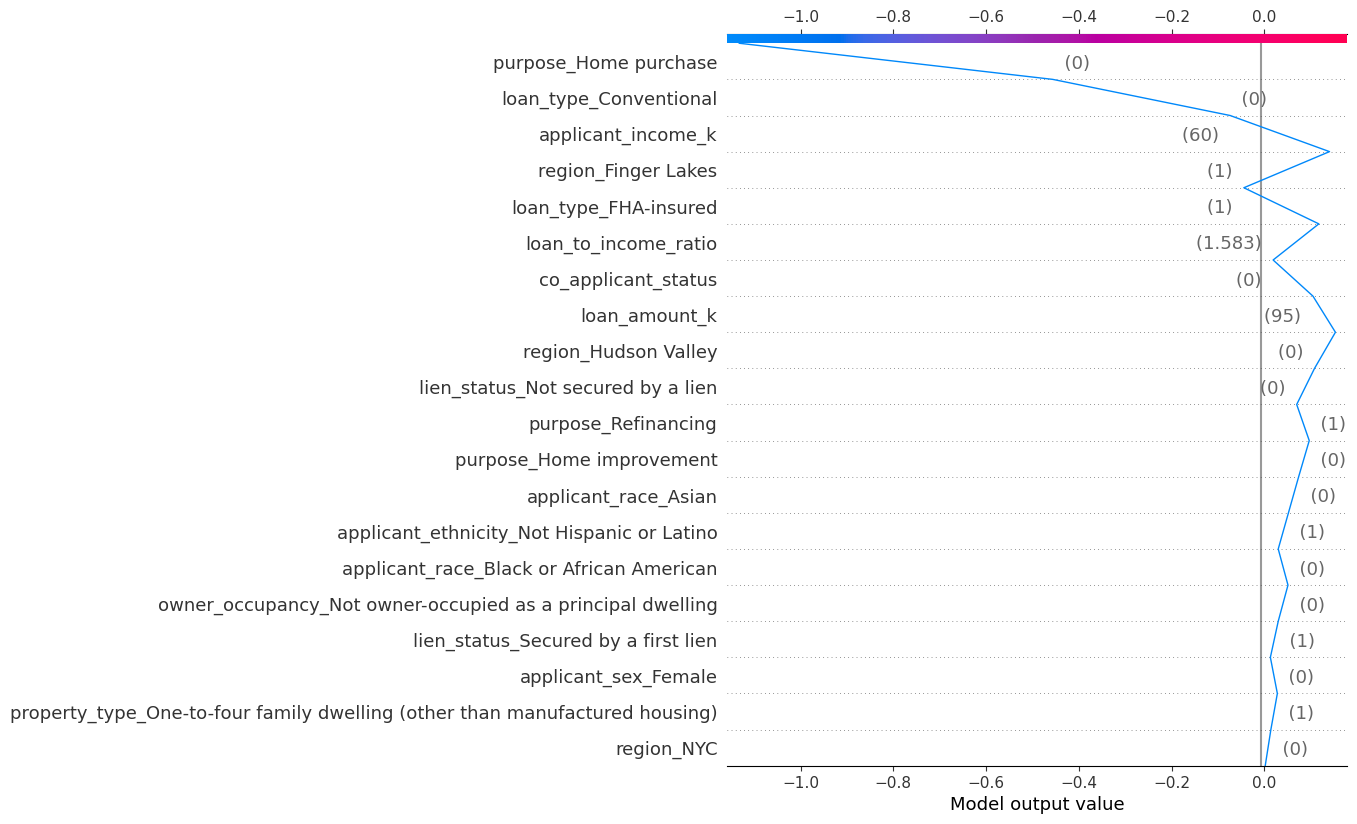 −1.0 −0.8 −0.6 −0.4 −0.2 0.0
purpose_Home purchase (0)
loan_type_Conventional (0)
applicant_income_k (60)
region_Finger Lakes (1)
loan_type_FHA-insured (1)
loan_to_income_ratio (1.583)
co_applicant_status (0)
loan_amount_k (95)
region_Hudson Valley (0)
lien_status_Not secured by a lien (0)
purpose_Refinancing (1)
purpose_Home improvement (0)
applicant_race_Asian (0)
applicant_ethnicity_Not Hispanic or Latino (1)
applicant_race_Black or African American (0)
owner_occupancy_Not owner-occupied as a principal dwelling (0)
lien_status_Secured by a first lien (1)
applicant_sex_Female (0)
property_type_One-to-four family dwelling (other than manufactured housing) (1)
region_NYC (0)
−1.0 −0.8 −0.6 −0.4 −0.2 0.0
Model output value